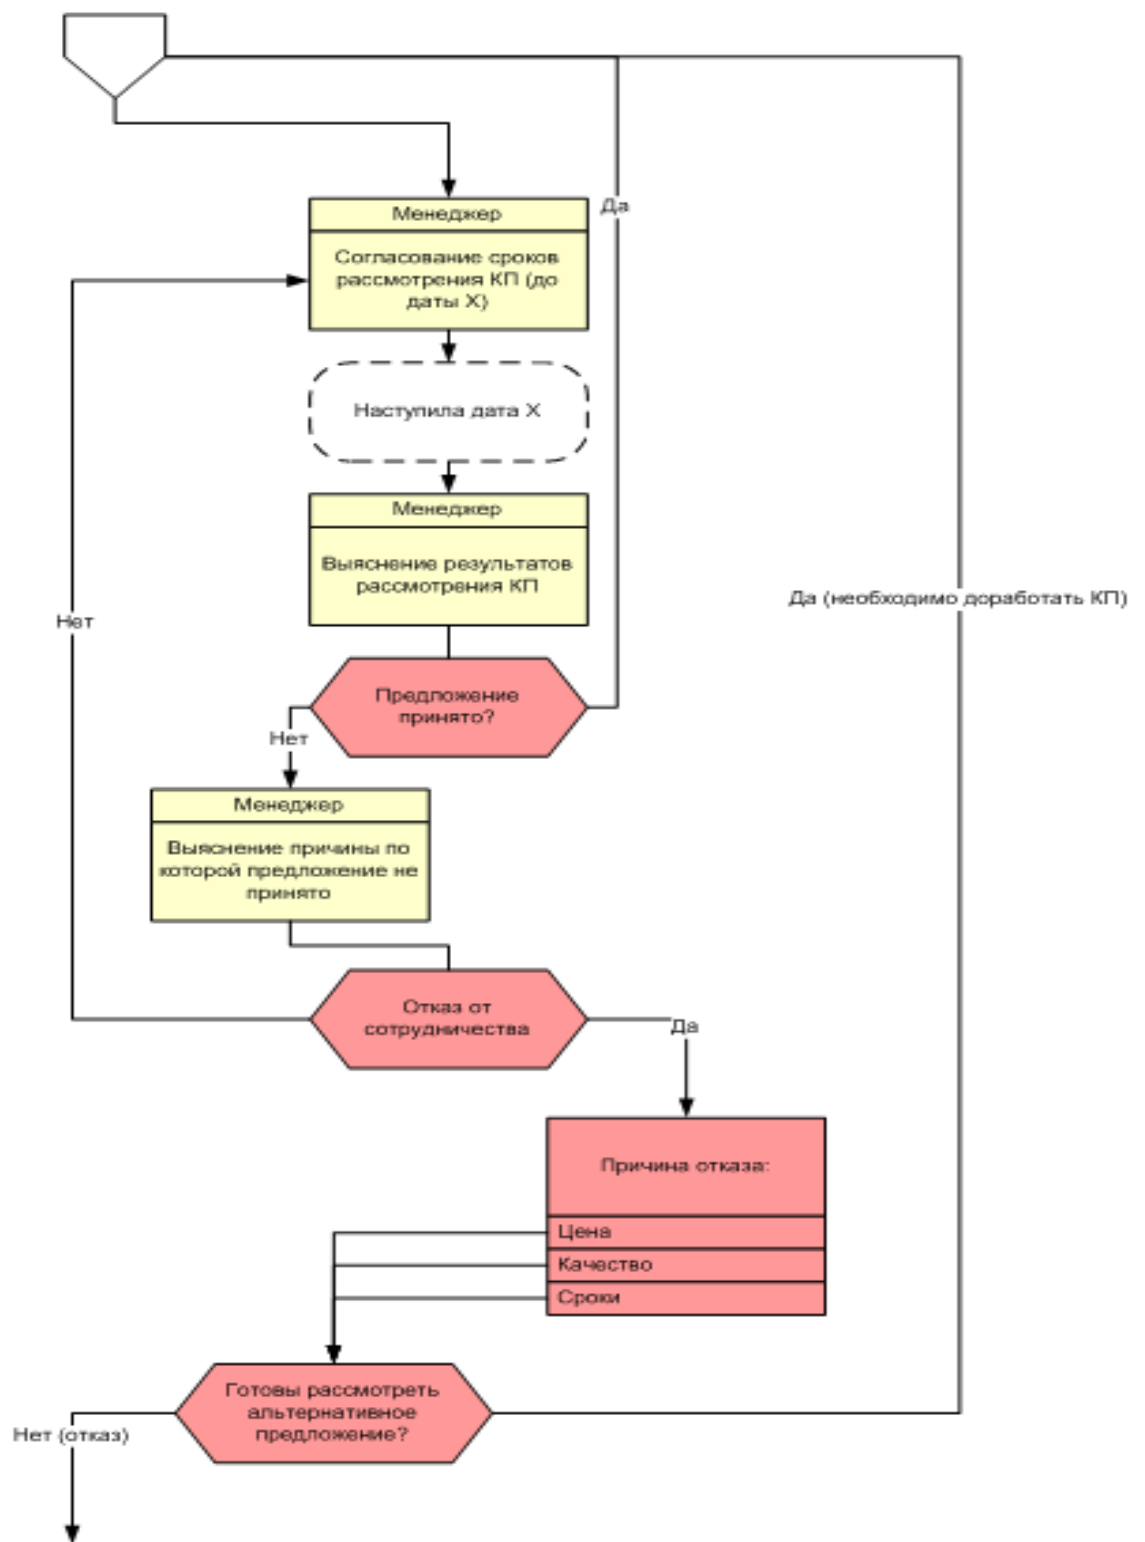 Менеджер
Да
Согласование сроков
рассмотрения КП (до
даты X)
Наступила дата X
Менеджер
Выяснение результатов
рассмотрения КП
Да (необходимо доработать КП)
Нет
Предложение
принято?
Нет
Менеджер
Выяснение причины по
которой предложение не
принято
Отказ от
сотрудничества
Да
Причина отказа:
Цена
Качество
Сроки
Готовы рассмотреть
альтернативное
предложение?
Нет (отказ)